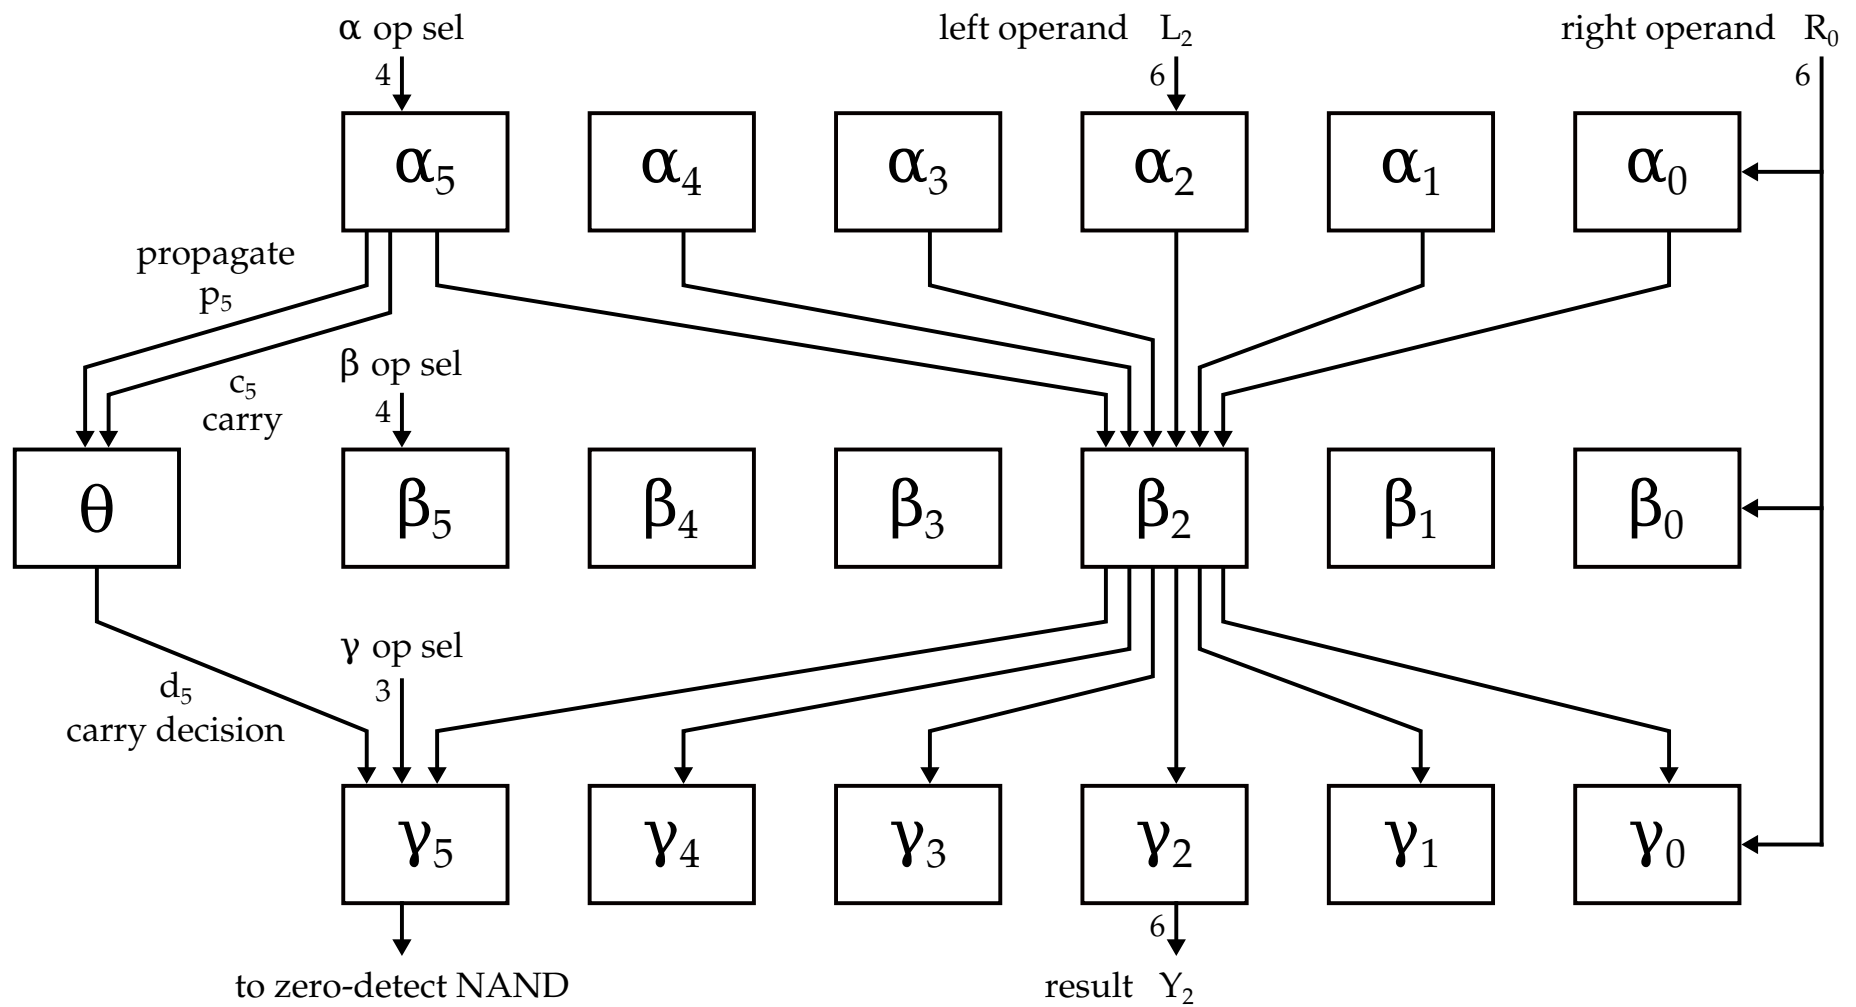 α op sel
left operand L₂
right operand R₀
4
6
6
α₅
α₄
α₃
α₂
α₁
α₀
propagate
p₅
c₅
carry
β op sel
4
θ
β₅
β₄
β₃
β₂
β₁
β₀
d₅
carry decision
γ op sel
3
γ₅
γ₄
γ₃
γ₂
γ₁
γ₀
6
to zero-detect NAND
result Y₂